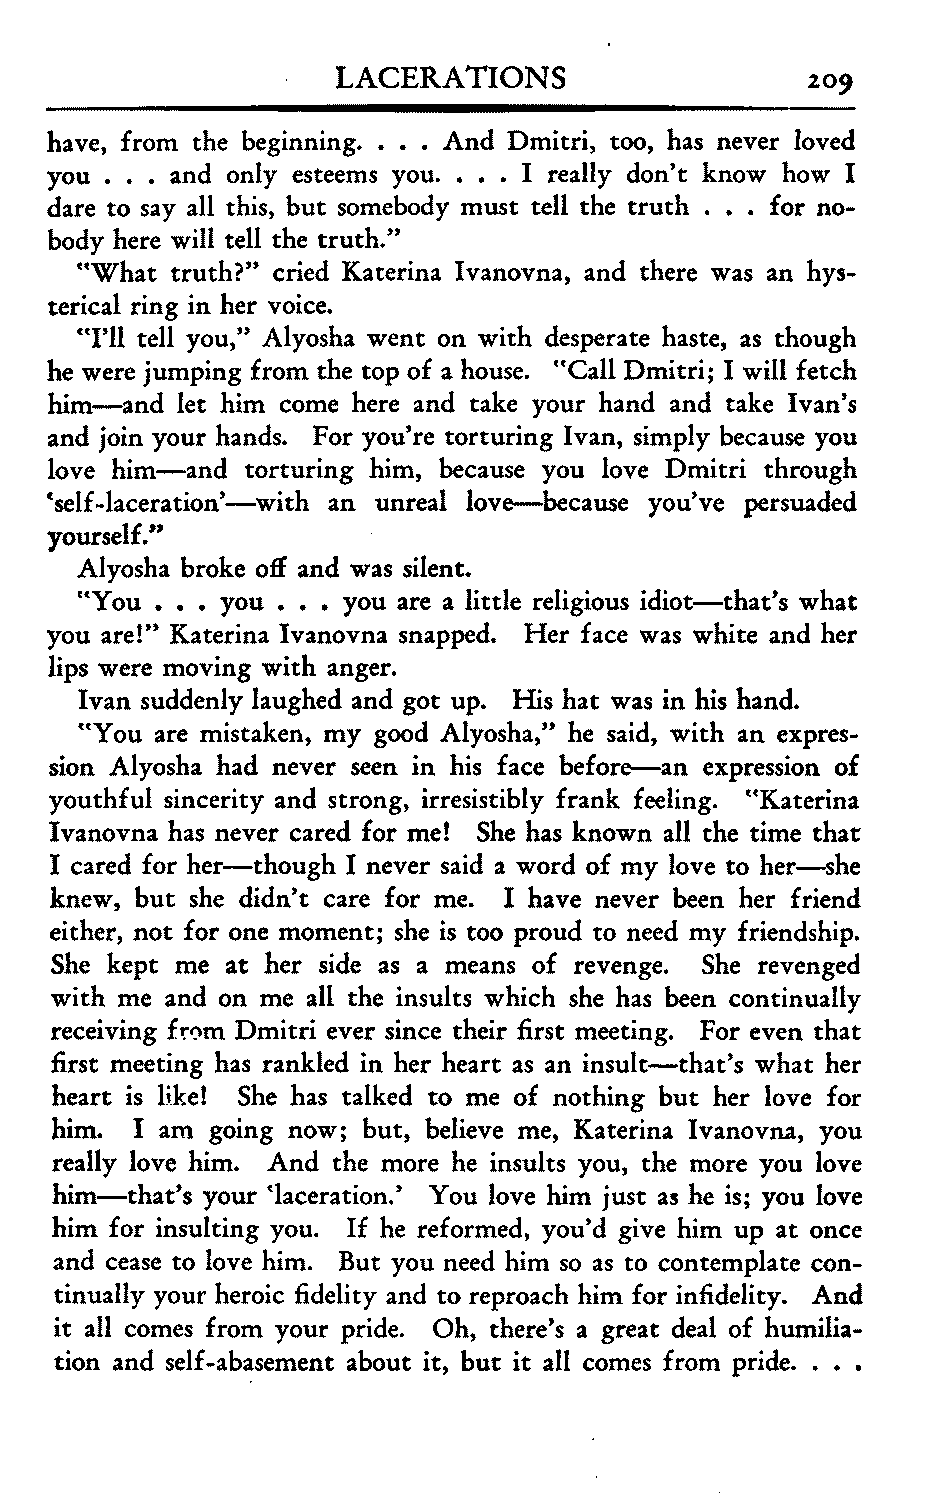 LACERATIONS 209
have, from the beginning. . . . And Dmitri, too, has never loved
you . . . and only esteems you. . . . I really don't know how I
dare to say all this, but somebody must tell the truth . . . for no-
body here will tell the truth."
"What truth?" cried Katerina Ivanovna, and there was an hys-
terical ring in her voice.
"I'll tell you," Alyosha went on with desperate haste, as though
he were jumping from the top of a house. "Call Dmitri; I will fetch
him—and let him come here and take your hand and take Ivan's
and join your hands. For you're torturing Ivan, simply because you
love him—and torturing him, because you love Dmitri through
'self-laceration'—with an unreal love—because you've persuaded
yourself."
Alyosha broke off and was silent.
"You . . . you . . . you are a little religious idiot—that's what
you are!" Katerina Ivanovna snapped. Her face was white and her
lips were moving with anger.
Ivan suddenly laughed and got up. His hat was in his hand.
"You are mistaken, my good Alyosha," he said, with an expres-
sion Alyosha had never seen in his face before—an expression of
youthful sincerity and strong, irresistibly frank feeling. "Katerina
Ivanovna has never cared for me! She has known all the time that
I cared for her—though I never said a word of my love to her—she
knew, but she didn't care for me. I have never been her friend
either, not for one moment; she is too proud to need my friendship.
She kept me at her side as a means of revenge. She revenged
with me and on me all the insults which she has been continually
receiving from Dmitri ever since their first meeting. For even that
first meeting has rankled in her heart as an insult—that's what her
heart is like! She has talked to me of nothing but her love for
him. I am going now; but, believe me, Katerina Ivanovna, you
really love him. And the more he insults you, the more you love
him—that's your 'laceration.' You love him just as he is; you love
him for insulting you. If he reformed, you'd give him up at once
and cease to love him. But you need him so as to contemplate con-
tinually your heroic fidelity and to reproach him for infidelity. And
it all comes from your pride. Oh, there's a great deal of humilia-
tion and self-abasement about it, but it all comes from pride. . . .